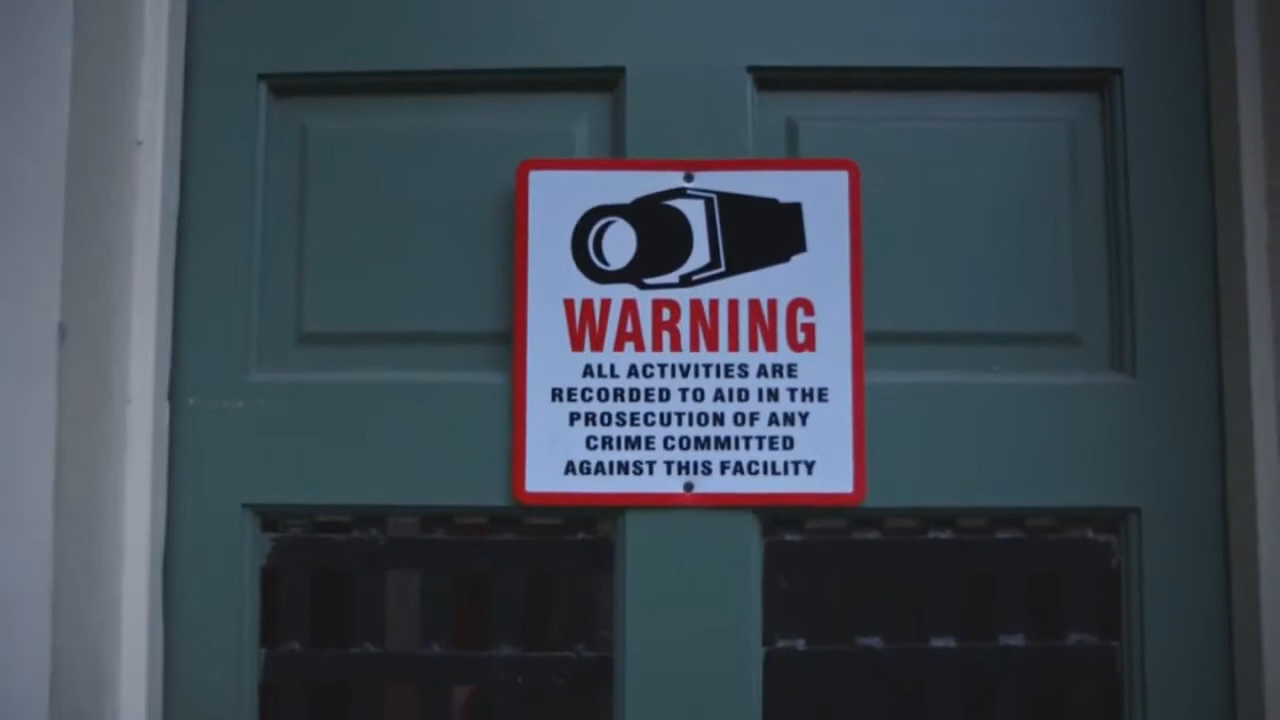 WARNING
ALL ACTIVITIES ARE
RECORDED TO AID IN THE
PROSECUTION OF ANY
CRIME COMMITTED
AGAINST THIS FACILITY